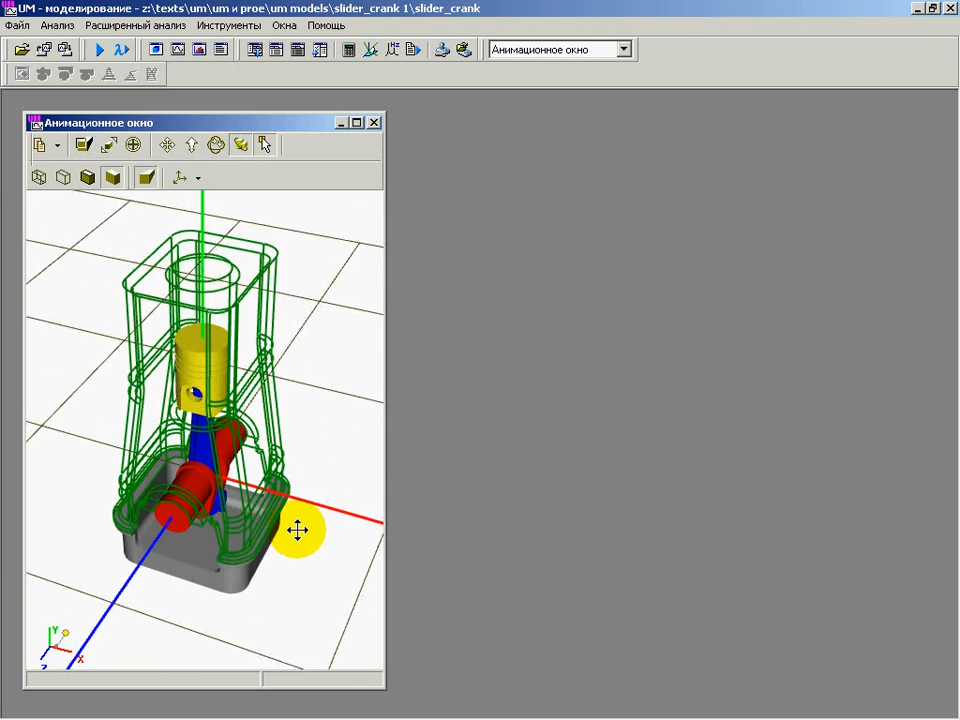 UM - моделирование - z:\texts\um\um и proe\um models\slider_crank 1\slider_crank
Файл Анализ Расширенный анализ Инструменты Окна Помощь
Анимационное окно
Анимационное окно
Y
X
Z